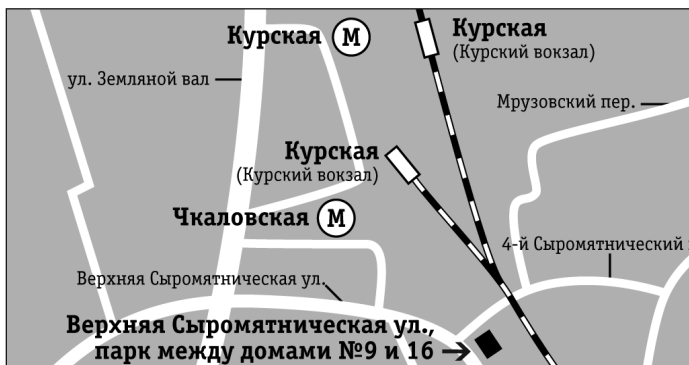 Курская М
Курская
(Курский вокзал)
ул. Земляной вал
Мрузовский пер.
Курская
(Курский вокзал)
Чкаловская М
4-й Сыромятнический
Верхняя Сыромятническая ул.
Верхняя Сыромятническая ул.,
парк между домами №9 и 16